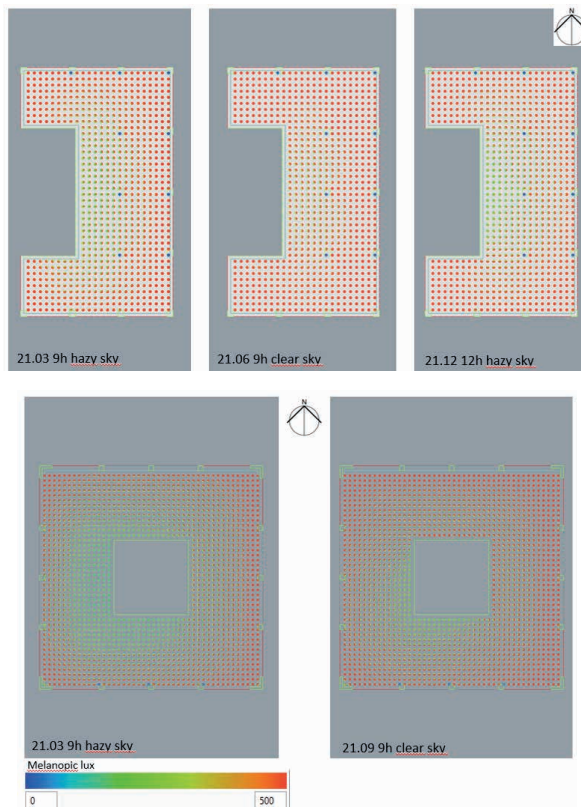 N
21.03 9h hazy sky
21.06 9h clear sky
21.12 12h hazy sky
N
21.03 9h hazy sky
21.09 9h clear sky
Melanopic lux
0
500